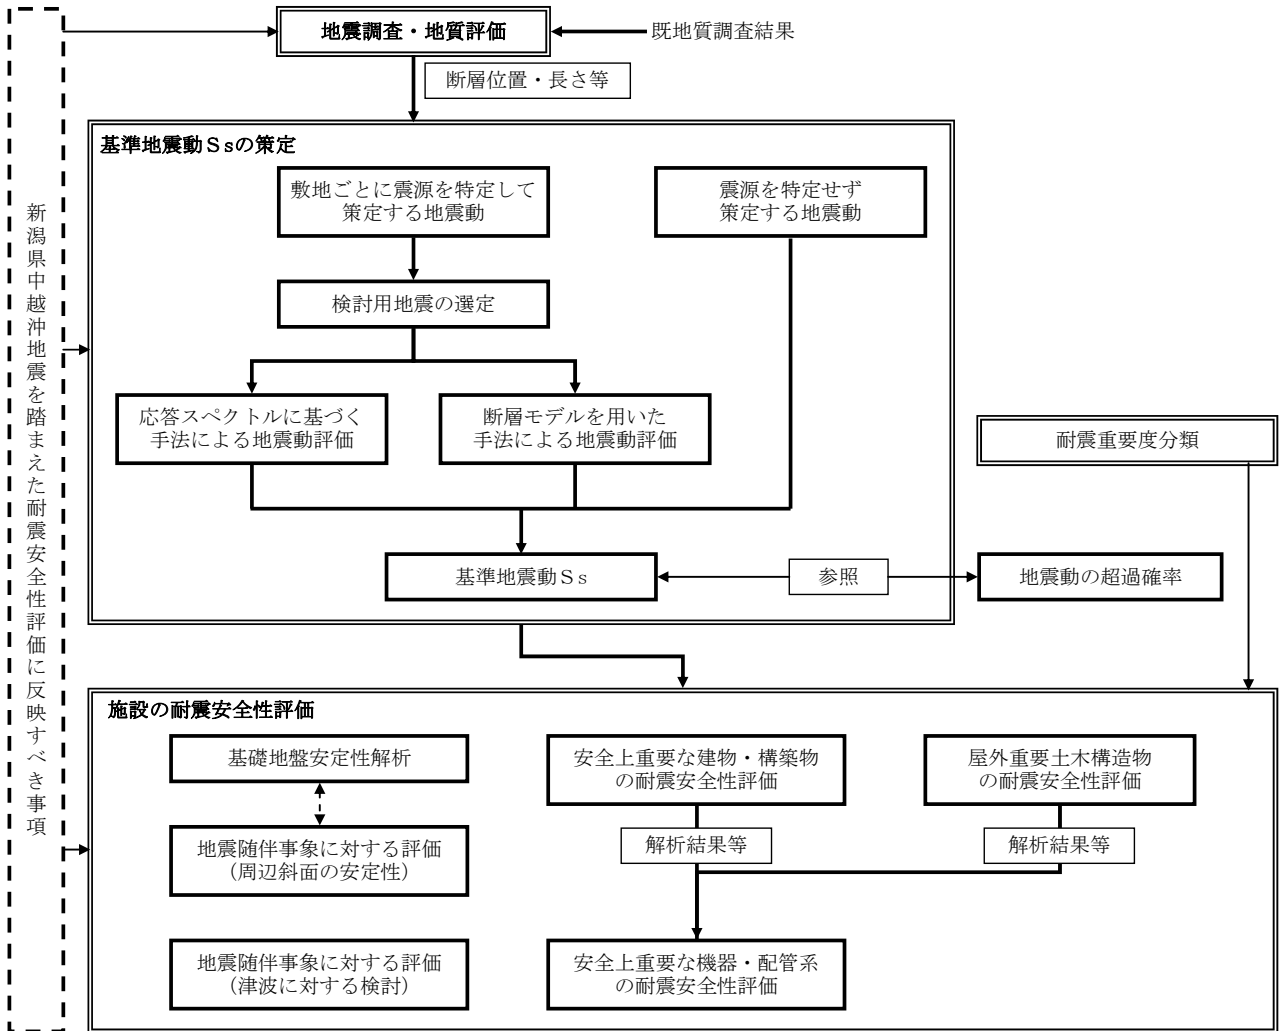 地震調査・地質評価
既地質調査結果
断層位置・長さ等
新潟県中越沖地震を踏まえた耐震安全性評価に反映すべき事項
基準地震動Ｓsの策定
敷地ごとに震源を特定して
策定する地震動
震源を特定せず
策定する地震動
検討用地震の選定
応答スペクトルに基づく
手法による地震動評価
断層モデルを用いた
手法による地震動評価
耐震重要度分類
基準地震動Ｓs
参照
地震動の超過確率
施設の耐震安全性評価
基礎地盤安定性解析
安全上重要な建物・構築物
の耐震安全性評価
屋外重要土木構造物
の耐震安全性評価
解析結果等
解析結果等
地震随伴事象に対する評価
（周辺斜面の安定性）
地震随伴事象に対する評価
（津波に対する検討）
安全上重要な機器・配管系
の耐震安全性評価